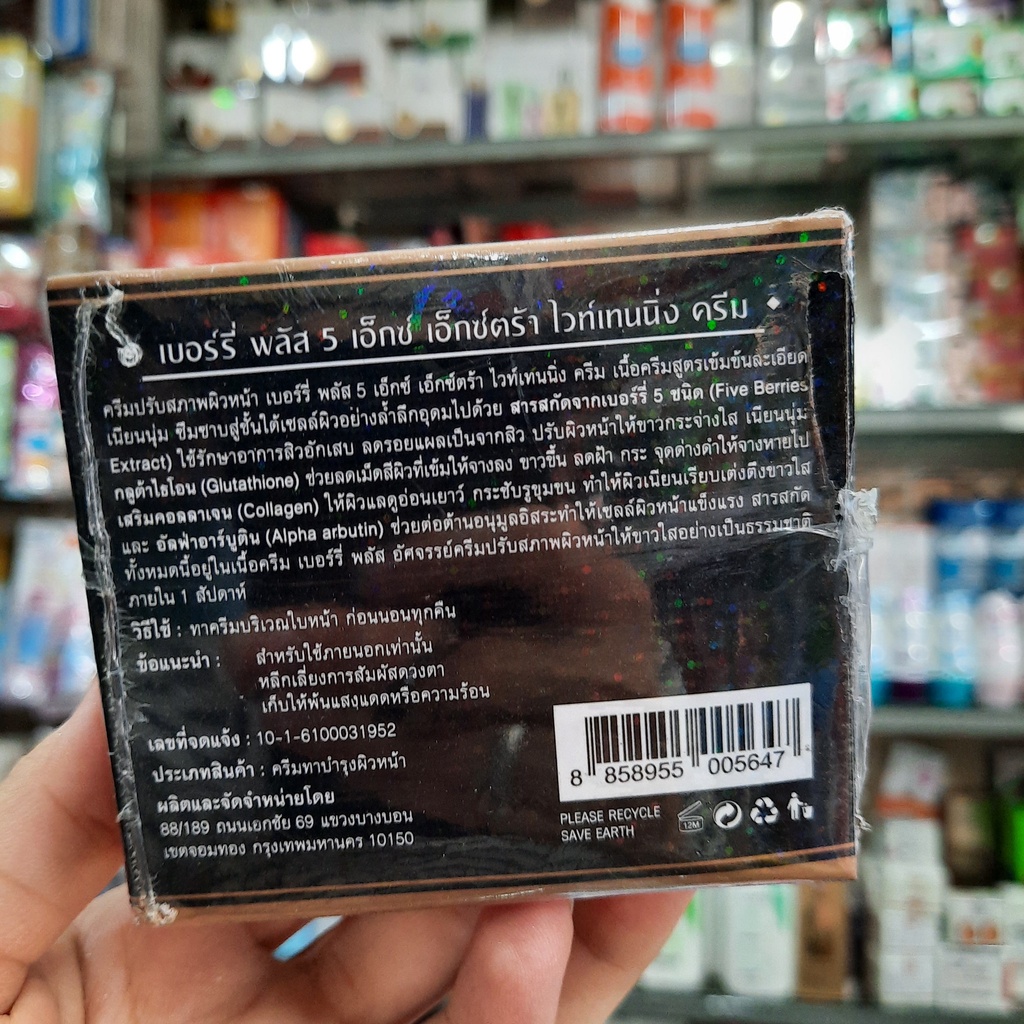 เบอร์รี่ พลัส 5 เอ็กซ์ เอ็กซ์ตร้า ไวท์เทนนิ่ง ครีม
ครีมปรับสภาพผิวหน้า เบอร์รี่ พลัส 5 เอ็กซ์ เอ็กซ์ตร้า ไวท์เทนนิ่ง ครีม เนื้อครีมสูตรเข้มข้นละเอียด
เนียนนุ่ม ซึมซาบสู่ชั้นใต้เซลล์ผิวอย่างล้ำลึกอุดมไปด้วย สารสกัดจากเบอร์รี่ 5 ชนิด (Five Berries
Extract) ใช้รักษาอาการสิวอักเสบ ลดรอยแผลเป็นจากสิว ปรับผิวหน้าให้ขาวกระจ่างใส เนียนนุ่ม
กลูต้าไธโอน (Glutathione) ช่วยลดเม็ดสีผิวที่เข้มให้จางลง ขาวขึ้น ลดฝ้า กระ จุดด่างดำให้จางหายไป
เสริมคอลลาเจน (Collagen) ให้ผิวแลดูอ่อนเยาว์ กระชับรูขุมขน ทำให้ผิวเนียนเรียบเต่งตึงขาวใส
และ อัลฟ่าอาร์บูติน (Alpha arbutin) ช่วยต่อต้านอนุมูลอิสระทำให้เซลล์ผิวหน้าแข็งแรง สารสกัด
ทั้งหมดนี้อยู่ในเนื้อครีม เบอร์รี่ พลัส อัศจรรย์ครีมปรับสภาพผิวหน้าให้ขาวใสอย่างเป็นธรรมชาติ
ภายใน 1 สัปดาห์
วิธีใช้ : ทาครีมบริเวณใบหน้า ก่อนนอนทุกคืน
ข้อแนะนำ : สำหรับใช้ภายนอกเท่านั้น
หลีกเลี่ยงการสัมผัสดวงตา
เก็บให้พ้นแสงแดดหรือความร้อน
เลขที่จดแจ้ง : 10-1-6100031952
ประเภทสินค้า : ครีมทาบำรุงผิวหน้า
ผลิตและจัดจำหน่ายโดย
88/189 ถนนเอกชัย 69 แขวงบางบอน
เขตจอมทอง กรุงเทพมหานคร 10150
8 858955 005647
PLEASE RECYCLE
SAVE EARTH
12M